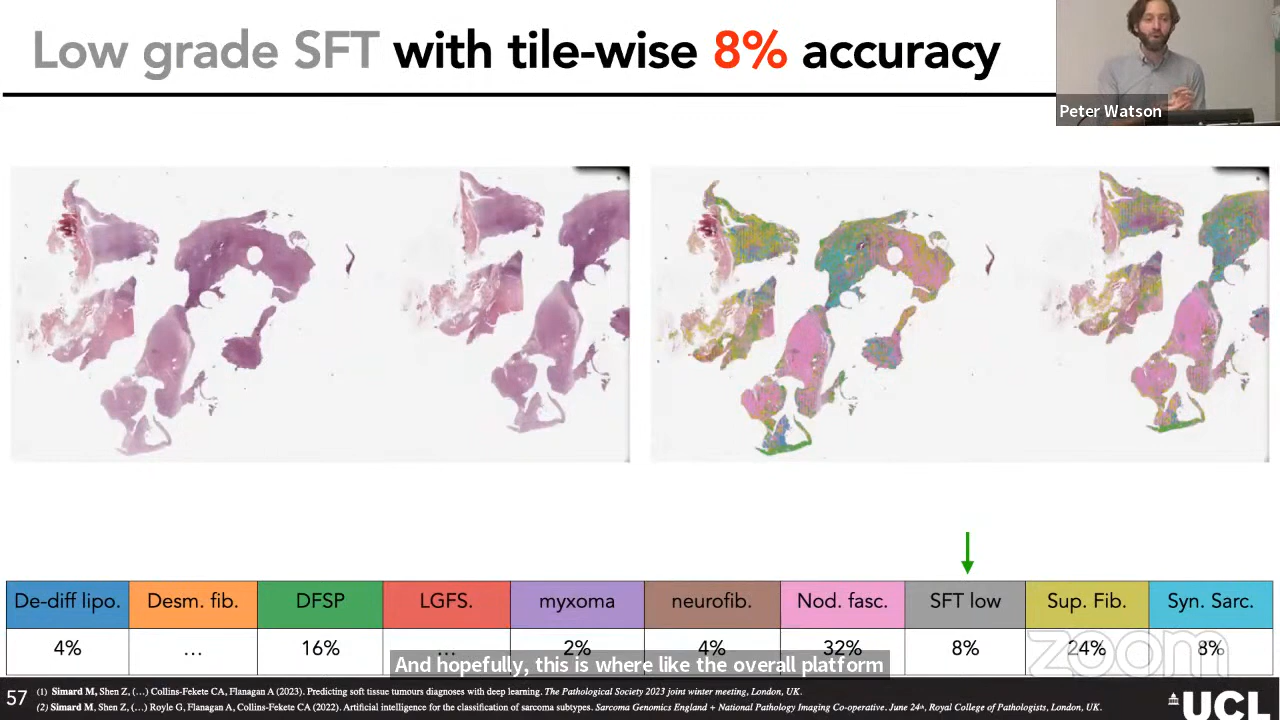 Low grade SFT with tile-wise 8% accuracy
Peter Watson
De-diff lipo. Desm. fib. DFSP LGFS. myxoma neurofib. Nod. fasc. SFT low Sup. Fib. Syn. Sarc.
4% ... 16% ... 2% 4% 32% 8% 24% 8%
zoom
And hopefully, this is where like the overall platform
57
(1) Simard M, Shen Z, (…) Collins-Fekete CA, Flanagan A (2023). Predicting soft tissue tumours diagnoses with deep learning. The Pathological Society 2023 joint winter meeting, London, UK.
(2) Simard M, Shen Z, (…) Royle G, Flanagan A, Collins-Fekete CA (2022). Artificial intelligence for the classification of sarcoma subtypes. Sarcoma Genomics England + National Pathology Imaging Co-operative. June 24th, Royal College of Pathologists, London, UK.
UCL